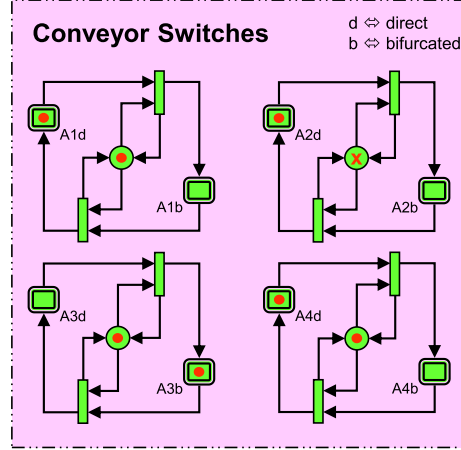 Conveyor Switches
d ⇔ direct
b ⇔ bifurcated
A1d
A1b
A2d
x
A2b
A3d
A3b
A4d
A4b